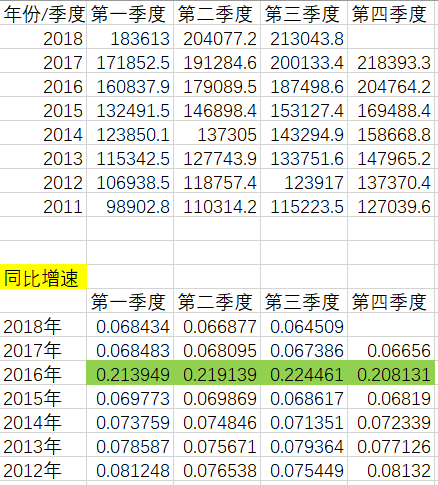 年份/季度 第一季度 第二季度 第三季度 第四季度
2018 183613 204077.2 213043.8
2017 171852.5 191284.6 200133.4 218393.3
2016 160837.9 179089.5 187498.6 204764.2
2015 132491.5 146898.4 153127.4 169488.4
2014 123850.1 137305 143294.9 158668.8
2013 115342.5 127743.9 133751.6 147965.2
2012 106938.5 118757.4 123917 137370.4
2011 98902.8 110314.2 115223.5 127039.6
同比增速
第一季度 第二季度 第三季度 第四季度
2018年 0.068434 0.066877 0.064509
2017年 0.068483 0.068095 0.067386 0.06656
2016年 0.213949 0.219139 0.224461 0.208131
2015年 0.069773 0.069869 0.068617 0.06819
2014年 0.073759 0.074846 0.071351 0.072339
2013年 0.078587 0.075671 0.079364 0.077126
2012年 0.081248 0.076538 0.075449 0.08132